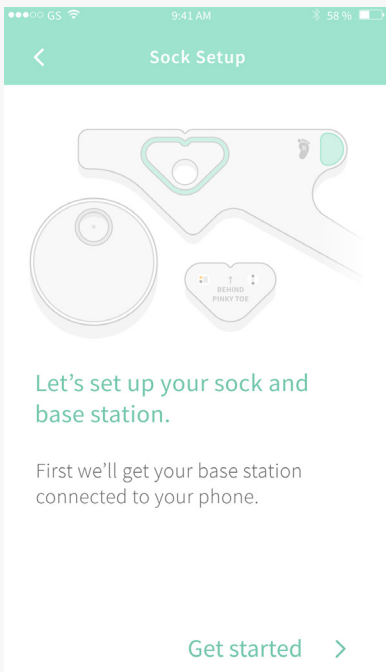 GS 9:41 AM 58 %
Sock Setup
↑
BEHIND
PINKY TOE
Let’s set up your sock and
base station.
First we’ll get your base station
connected to your phone.
Get started